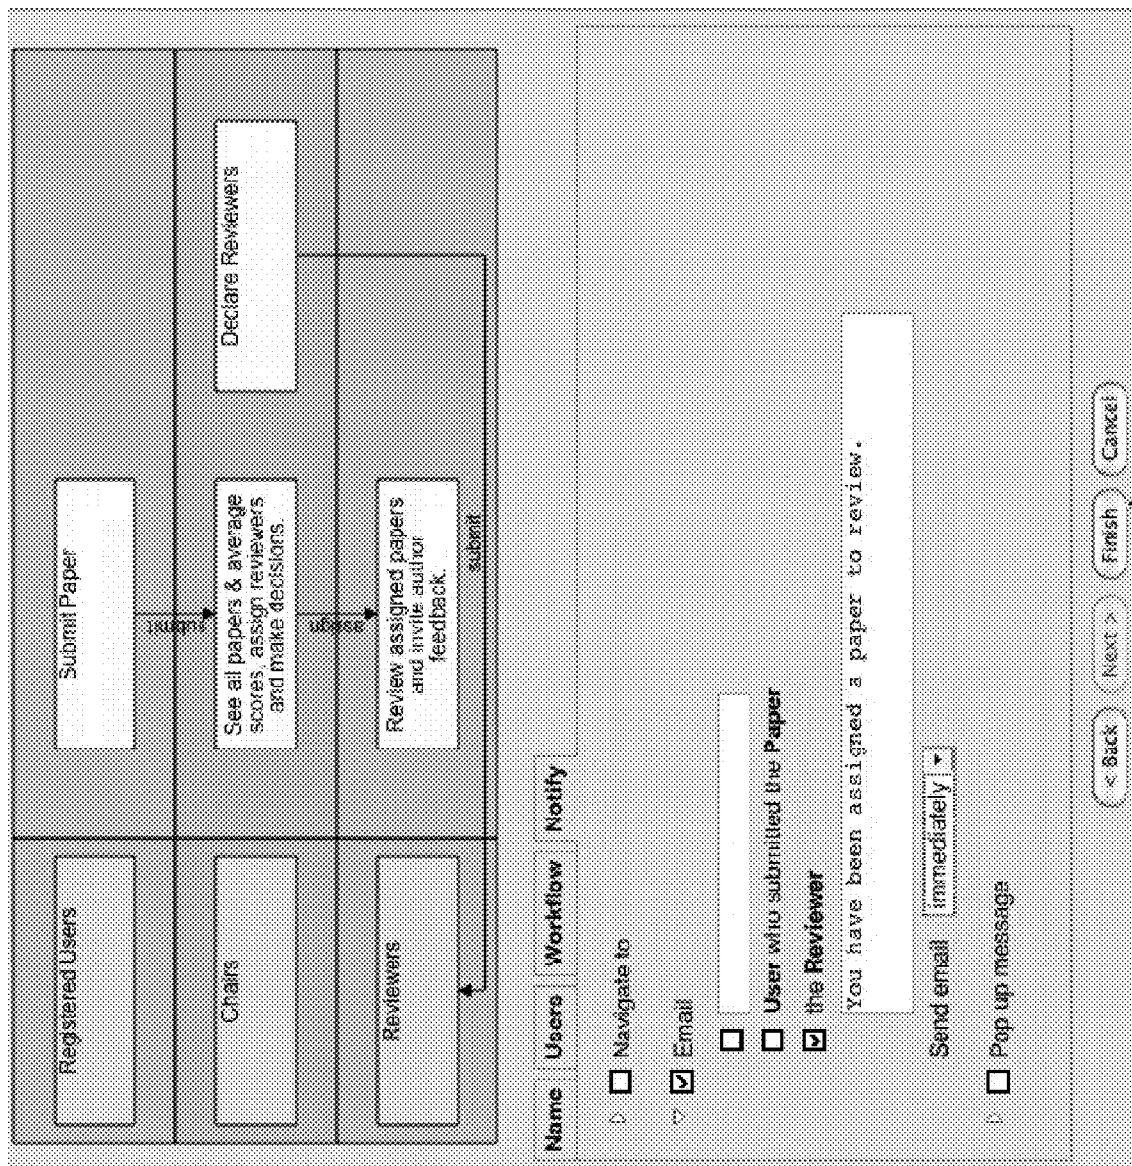 Registered Users
Submit Paper
submit
Chairs
See all papers & average
scores, assign reviewers
and make decisions.
Declare Reviewers
assign
Reviewers
Review assigned papers
and invite author
feedback.
submit
Name Users Workflow Notify
Navigate to
Email
User who submitted the Paper
the Reviewer
You have been assigned a paper to review.
Send email immediately
Pop up message
< Back Next > Finish Cancel